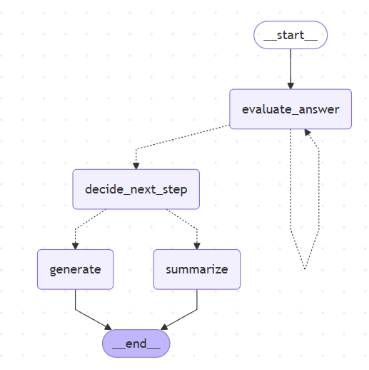 __start__
evaluate_answer
decide_next_step
generate
summarize
__end__